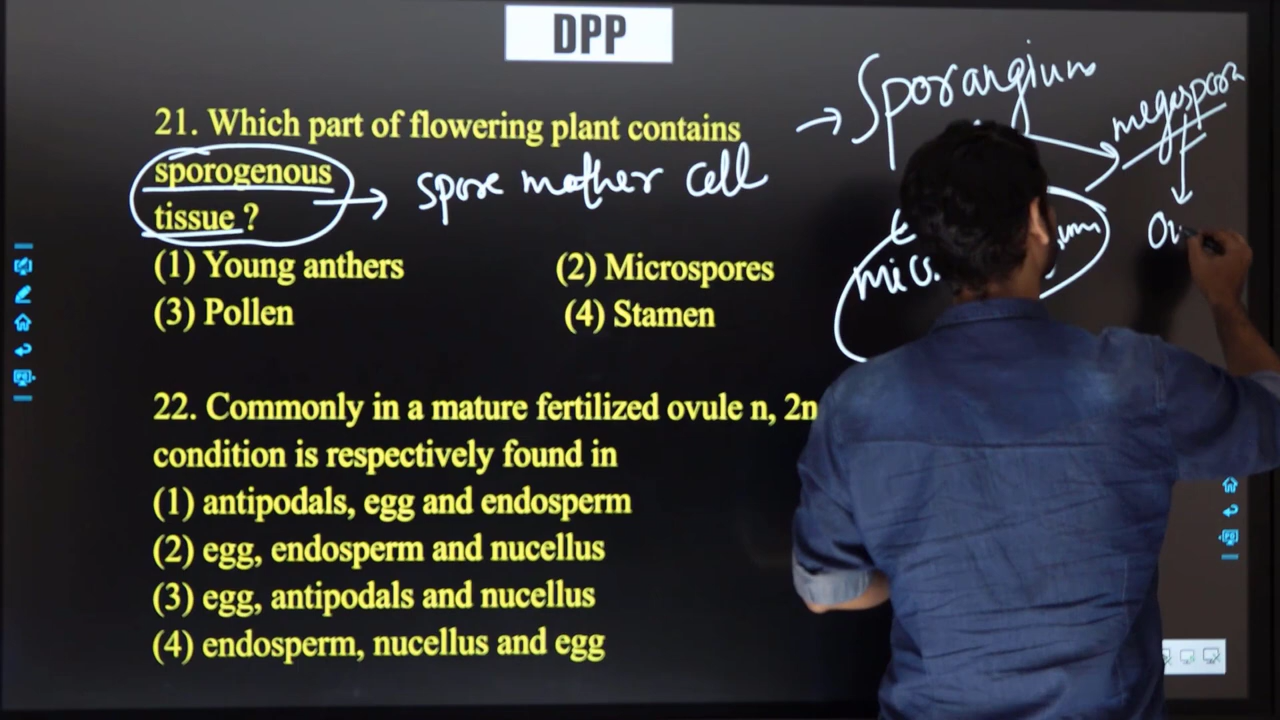 DPP
21. Which part of flowering plant contains
sporogenous
tissue ?
spore mother cell
(1) Young anthers
(2) Microspores
(3) Pollen
(4) Stamen
Sporangium
22. Commonly in a mature fertilized ovule n, 2n
condition is respectively found in
(1) antipodals, egg and endosperm
(2) egg, endosperm and nucellus
(3) egg, antipodals and nucellus
(4) endosperm, nucellus and egg